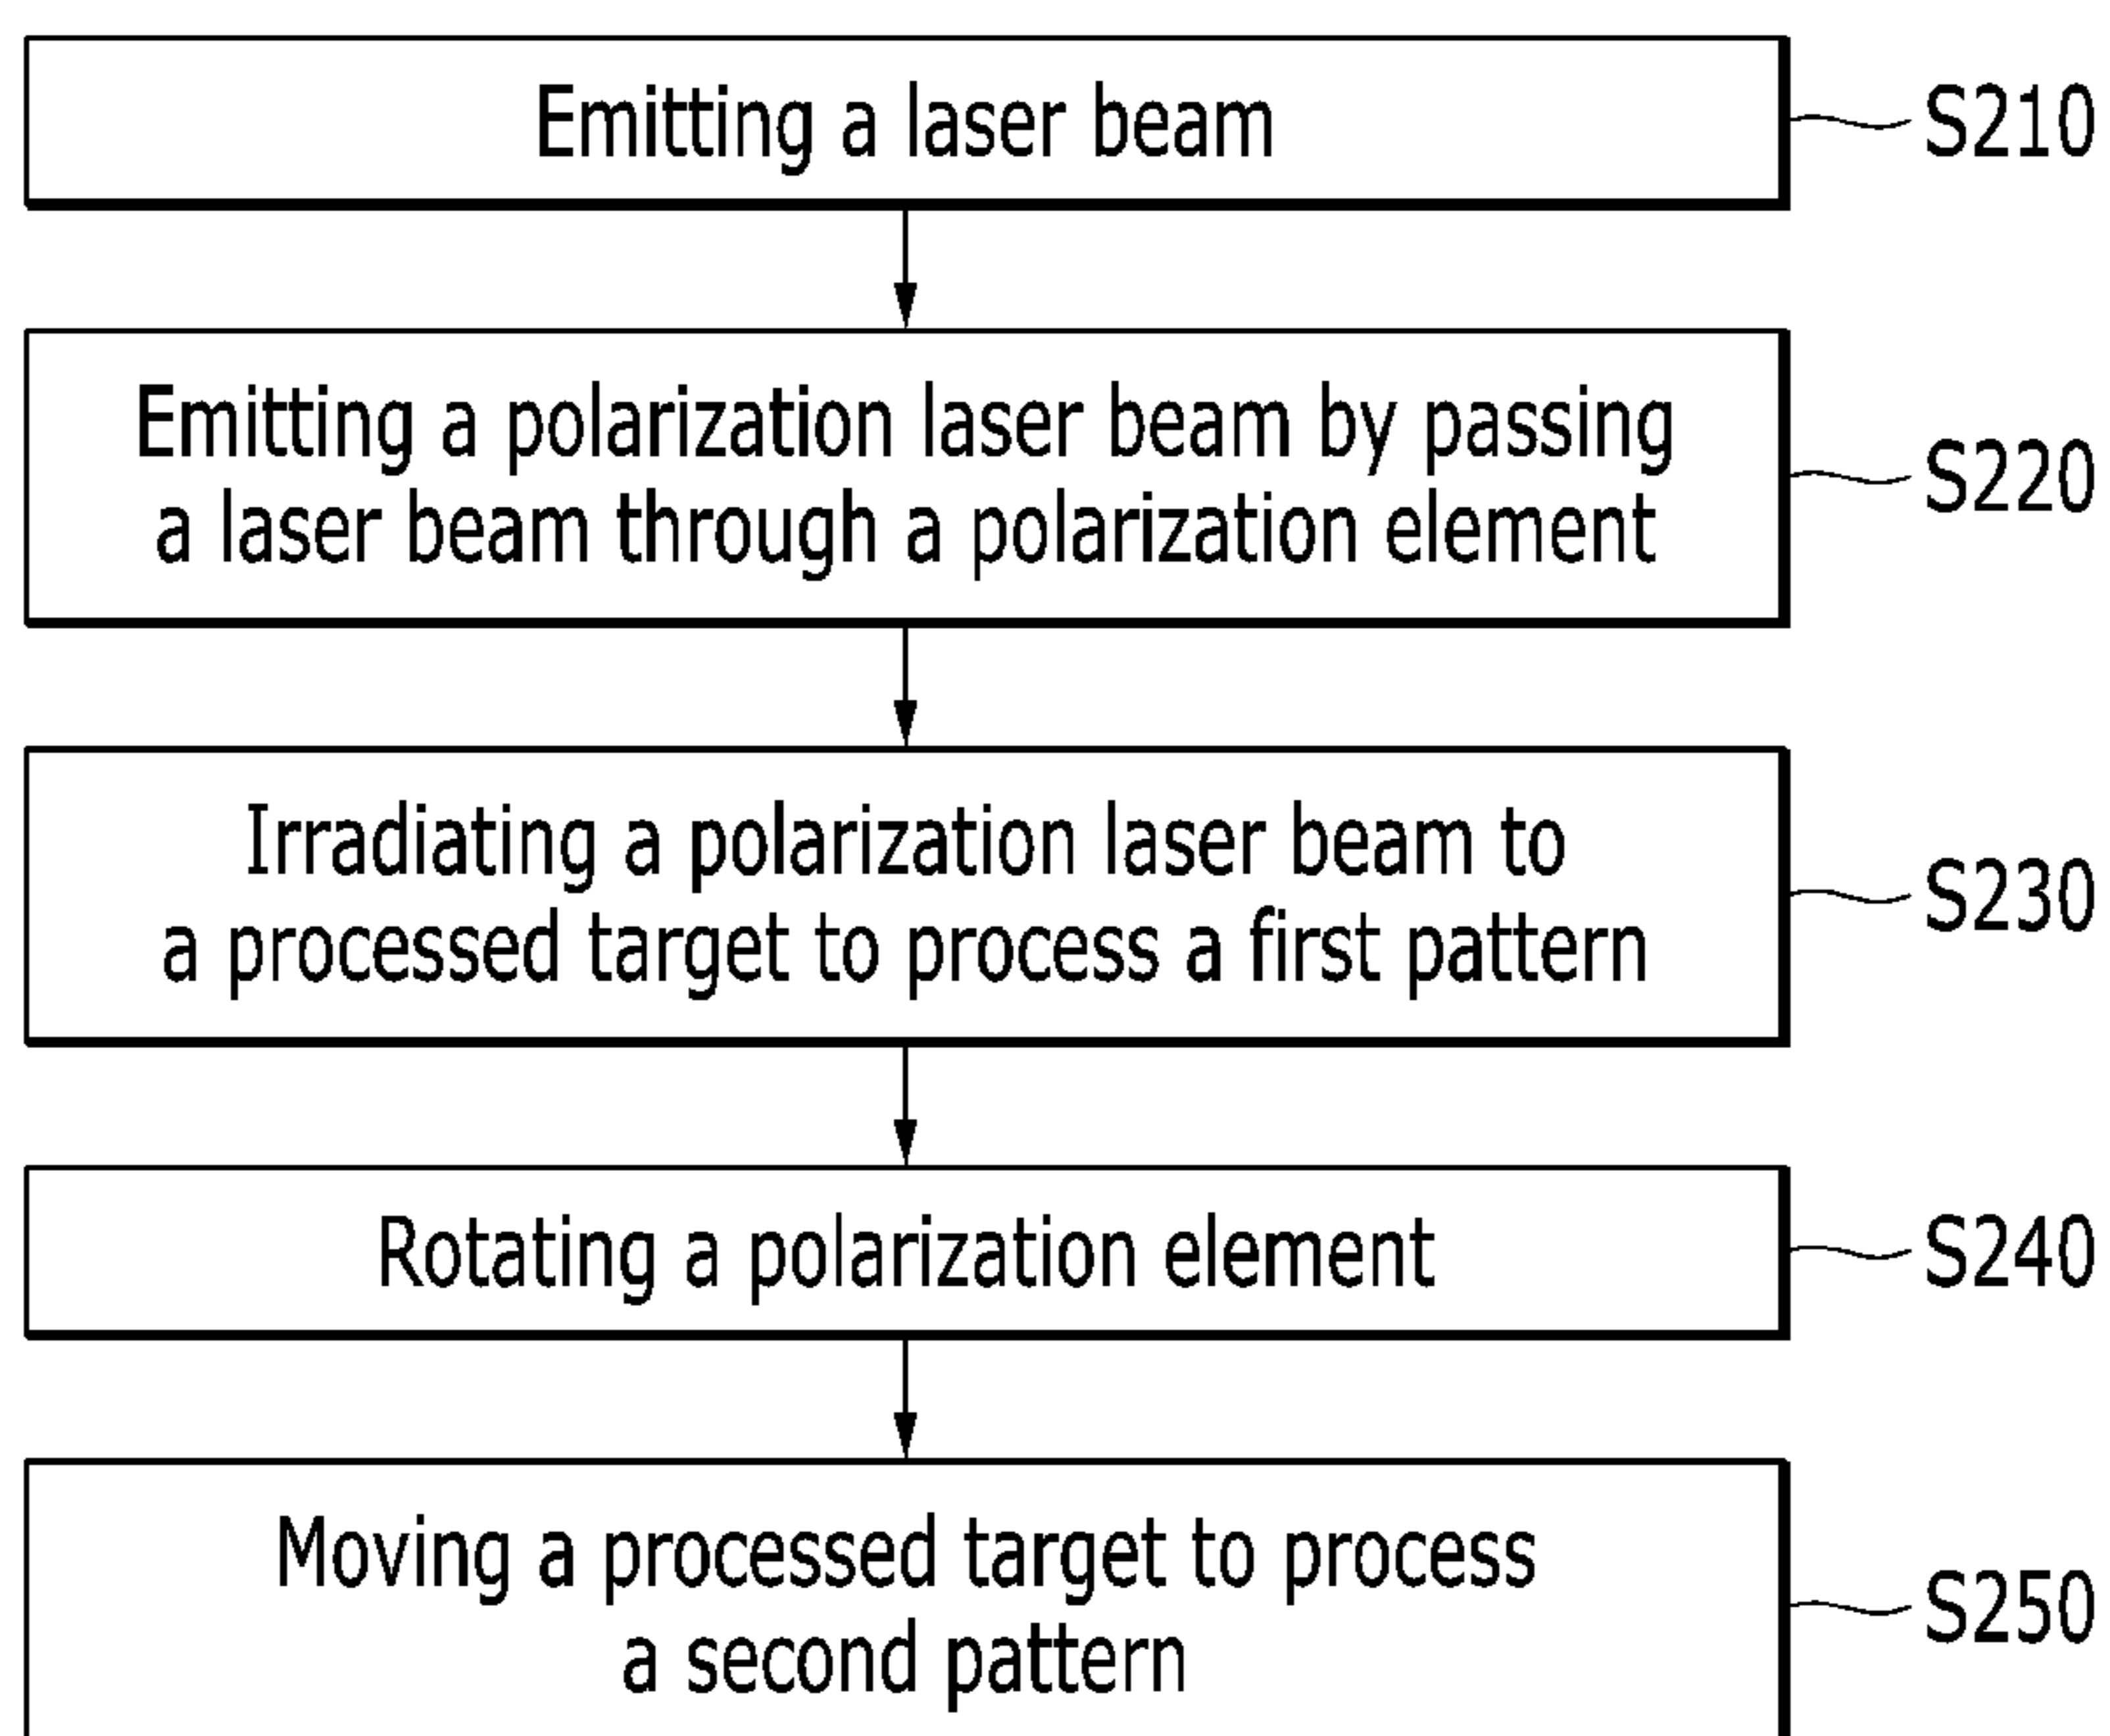 Emitting a laser beam
S210
Emitting a polarization laser beam by passing
a laser beam through a polarization element
S220
Irradiating a polarization laser beam to
a processed target to process a first pattern
S230
Rotating a polarization element
S240
Moving a processed target to process
a second pattern
S250